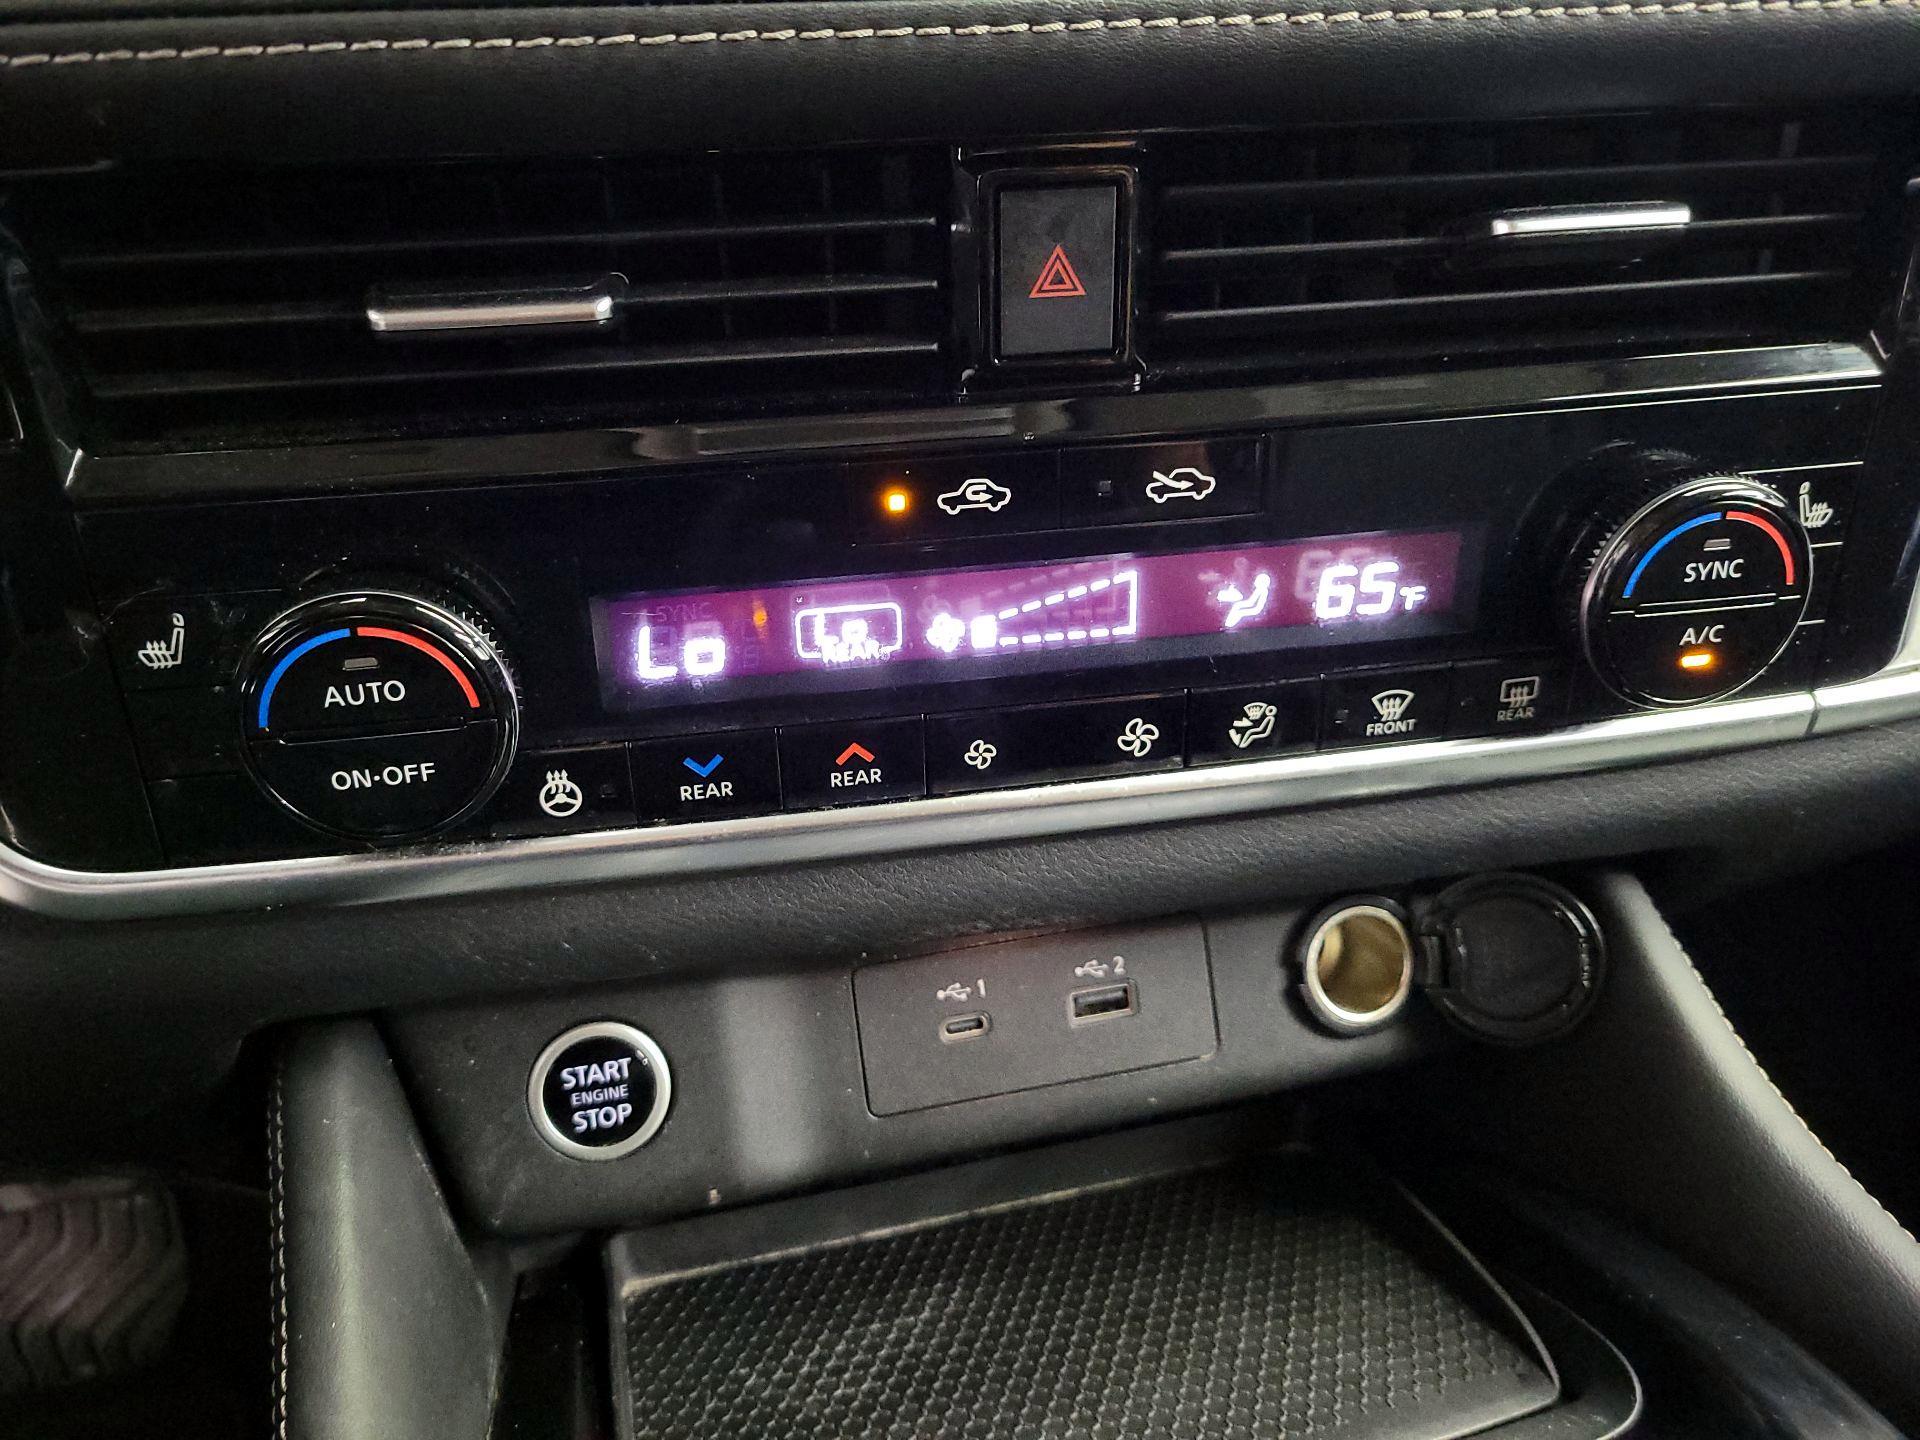 SYNC
A/C
Lo
Lo
REAR
65°F
AUTO
ON·OFF
REAR
REAR
FRONT
REAR
1
2
START
ENGINE
STOP